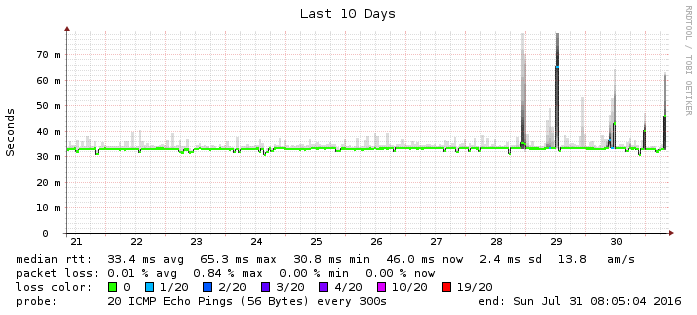 Last 10 Days
RRDTOOL / TOBI OETIKER
Seconds
70 m
60 m
50 m
40 m
30 m
20 m
10 m
0
21 22 23 24 25 26 27 28 29 30
median rtt: 33.4 ms avg 65.3 ms max 30.8 ms min 46.0 ms now 2.4 ms sd 13.8 am/s
packet loss: 0.01 % avg 0.84 % max 0.00 % min 0.00 % now
loss color: 0 1/20 2/20 3/20 4/20 10/20 19/20
probe: 20 ICMP Echo Pings (56 Bytes) every 300s end: Sun Jul 31 08:05:04 2016